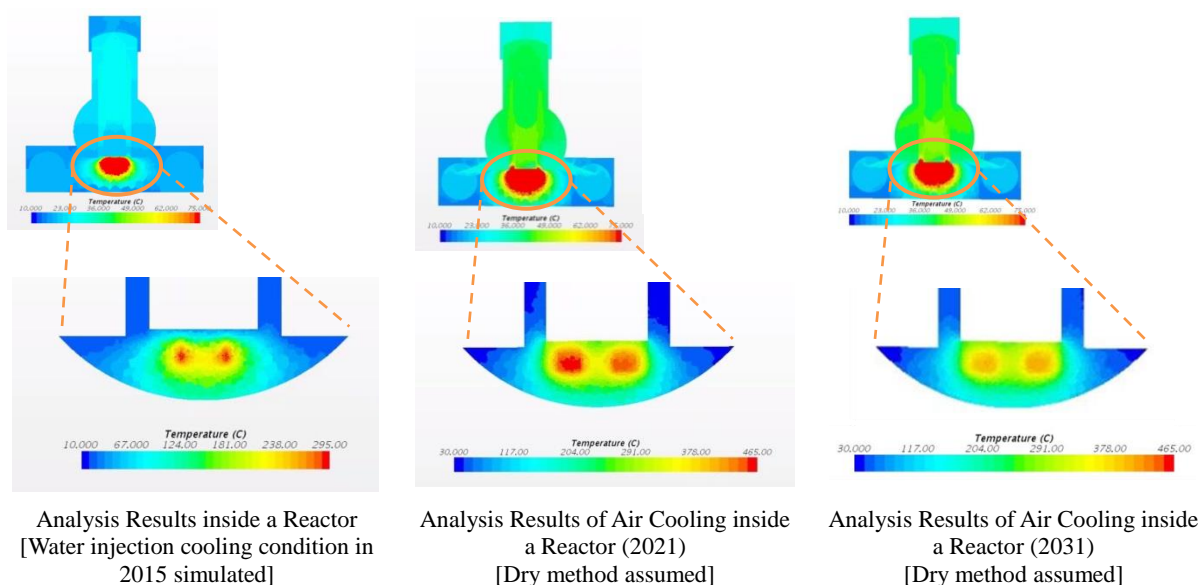 Temperature (C)
10.000 23.000 36.000 49.000 62.000 75.000
Temperature (C)
10.000 23.000 36.000 49.000 62.000 75.000
Temperature (C)
10.000 23.000 36.000 49.000 62.000 75.000
Temperature (C)
10.000 67.000 124.00 181.00 238.00 295.00
Temperature (C)
30.000 117.00 204.00 291.00 378.00 465.00
Temperature (C)
30.000 117.00 204.00 291.00 378.00 465.00
Analysis Results inside a Reactor
[Water injection cooling condition in
2015 simulated]
Analysis Results of Air Cooling inside
a Reactor (2021)
[Dry method assumed]
Analysis Results of Air Cooling inside
a Reactor (2031)
[Dry method assumed]